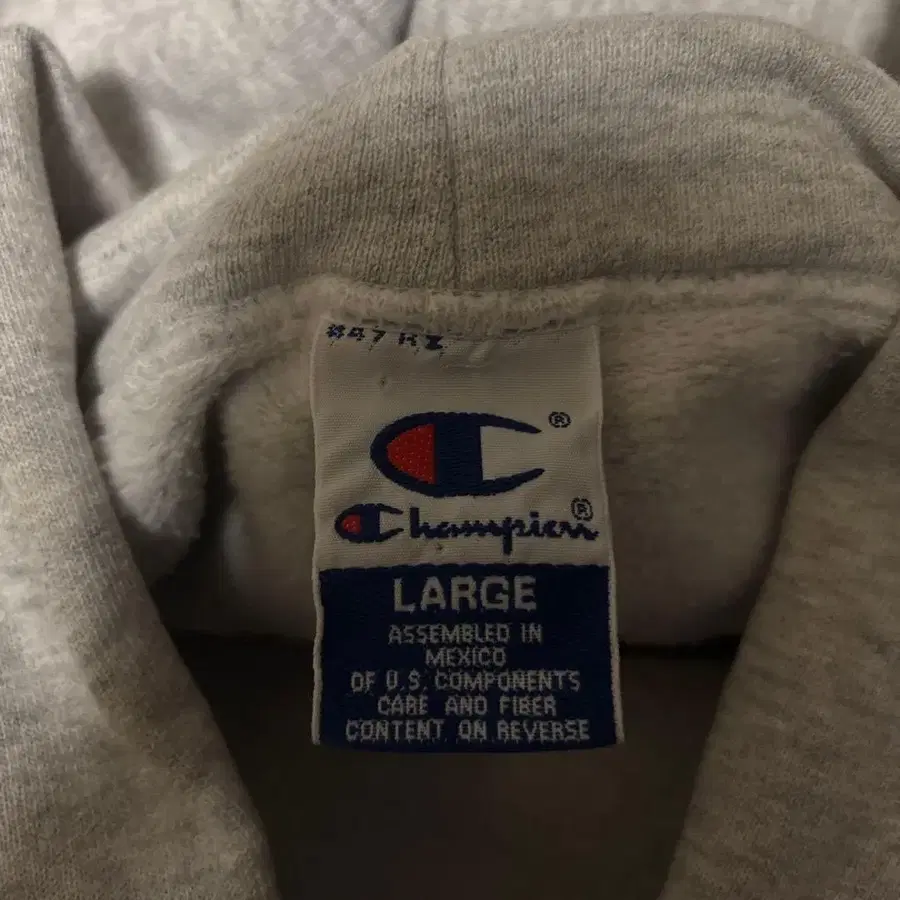 ®
Champion®
LARGE
ASSEMBLED IN
MEXICO
OF U.S. COMPONENTS
CARE AND FIBER
CONTENT ON REVERSE